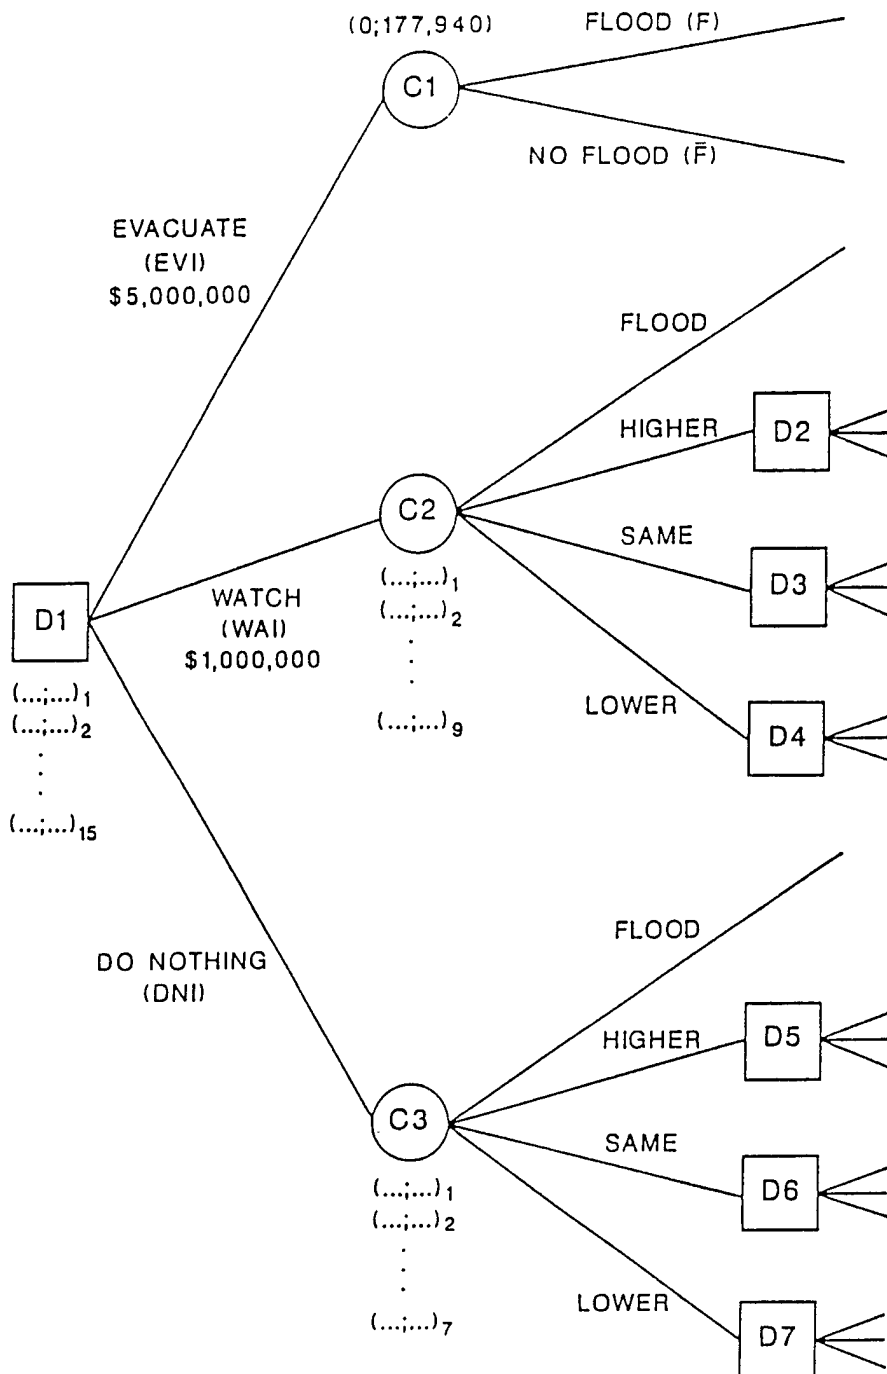 (0;177,940)
FLOOD (F)
C1
NO FLOOD (F̄)
EVACUATE
(EVI)
$5,000,000
FLOOD
HIGHER
D2
C2
SAME
D3
(...;...)1
(...;...)2
.
.
.
(...;...)9
LOWER
D4
D1
WATCH
(WAI)
$1,000,000
(...;...)1
(...;...)2
.
.
.
(...;...)15
DO NOTHING
(DNI)
FLOOD
HIGHER
D5
C3
SAME
D6
(...;...)1
(...;...)2
.
.
.
(...;...)7
LOWER
D7